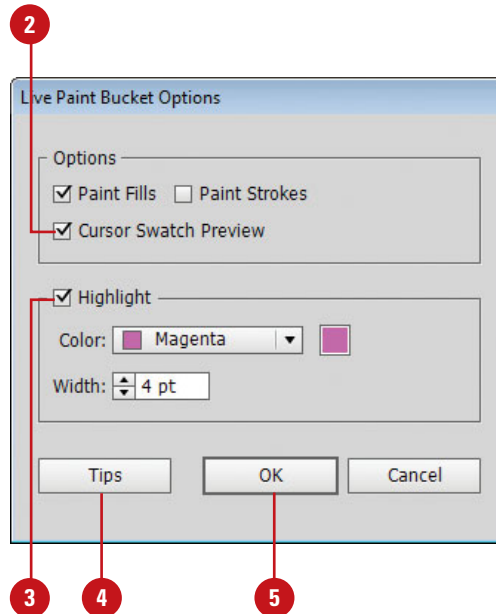 2
Live Paint Bucket Options
Options
Paint Fills Paint Strokes
Cursor Swatch Preview
Highlight
Color: Magenta
Width: 4 pt
Tips OK Cancel
3 4 5